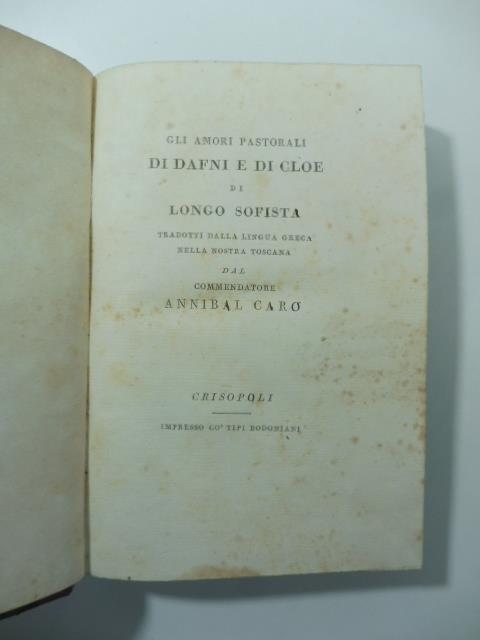 GLI AMORI PASTORALI
DI DAFNI E DI CLOE
DI
LONGO SOFISTA
TRADOTTI DALLA LINGUA GRECA
NELLA NOSTRA TOSCANA
DAL
COMMENDATORE
ANNIBAL CARO
CRISOPOLI
IMPRESSO CO' TIPI BODONIANI